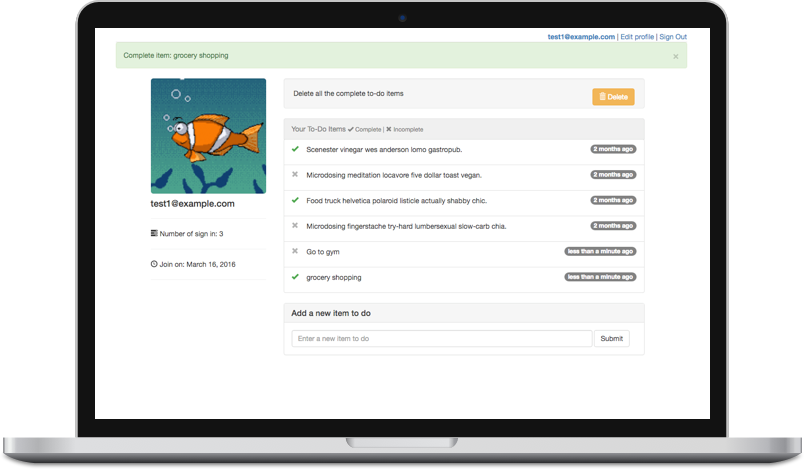 test1@example.com | Edit profile | Sign Out
Complete item: grocery shopping ×
test1@example.com
Number of sign in: 3
Join on: March 16, 2016
Delete all the complete to-do items Delete
Your To-Do Items Complete | Incomplete
Scenester vinegar wes anderson lomo gastropub. 2 months ago
Microdosing meditation locavore five dollar toast vegan. 2 months ago
Food truck helvetica polaroid listicle actually shabby chic. 2 months ago
Microdosing fingerstache try-hard lumbersexual slow-carb chia. 2 months ago
Go to gym less than a minute ago
grocery shopping less than a minute ago
Add a new item to do
Enter a new item to do Submit